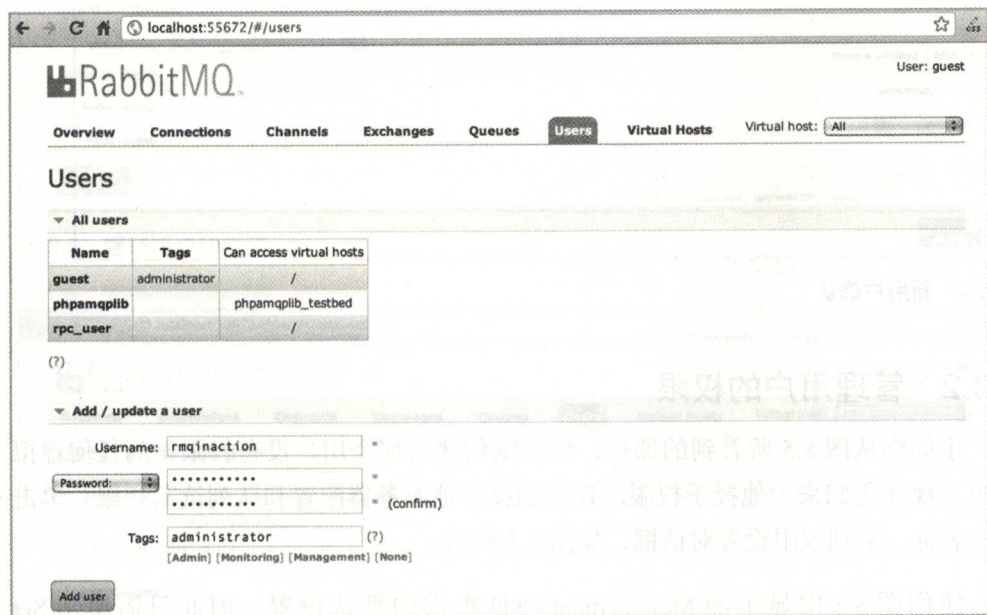 localhost:55672/#/users
RabbitMQ
User: guest
Overview Connections Channels Exchanges Queues Users Virtual Hosts Virtual host: All
Users
All users
Name Tags Can access virtual hosts
guest administrator /
phpamqplib phpamqplib_testbed
rpc_user /
(?)
Add / update a user
Username: rmqinaction *
Password: •••••••••••• *
•••••••••••• (confirm)
Tags: administrator (?)
[Admin] [Monitoring] [Management] [None]
Add user